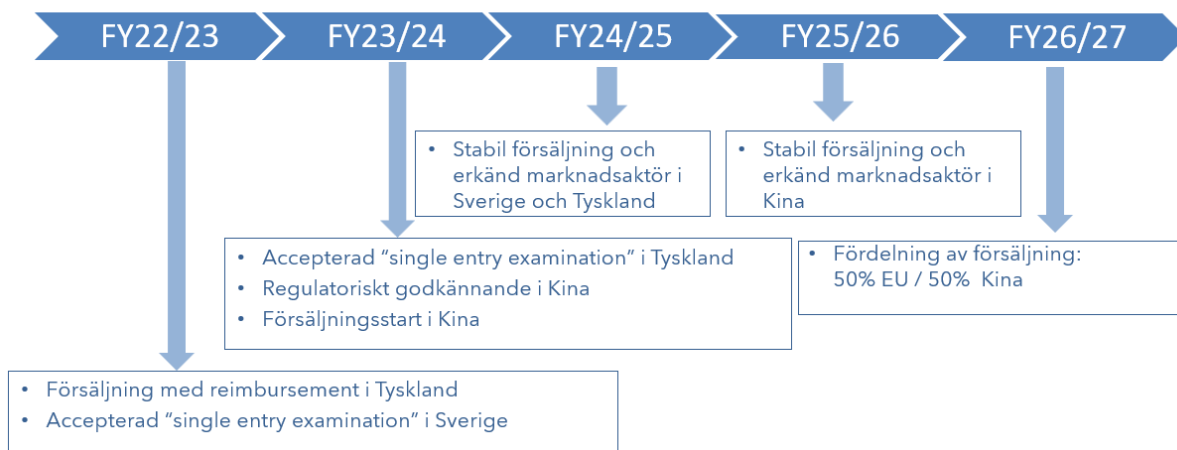 FY22/23
FY23/24
FY24/25
FY25/26
FY26/27
• Stabil försäljning och
erkänd marknadsaktör i
Sverige och Tyskland
• Stabil försäljning och
erkänd marknadsaktör i
Kina
• Accepterad “single entry examination” i Tyskland
• Regulatoriskt godkännande i Kina
• Försäljningsstart i Kina
• Fördelning av försäljning:
50% EU / 50% Kina
• Försäljning med reimbursement i Tyskland
• Accepterad “single entry examination” i Sverige